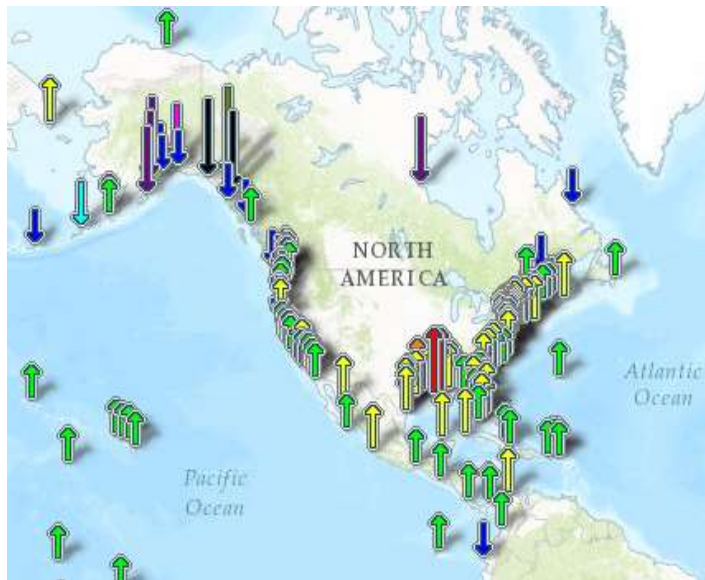 NORTH
AMERICA
Atlantic
Ocean
Pacific
Ocean